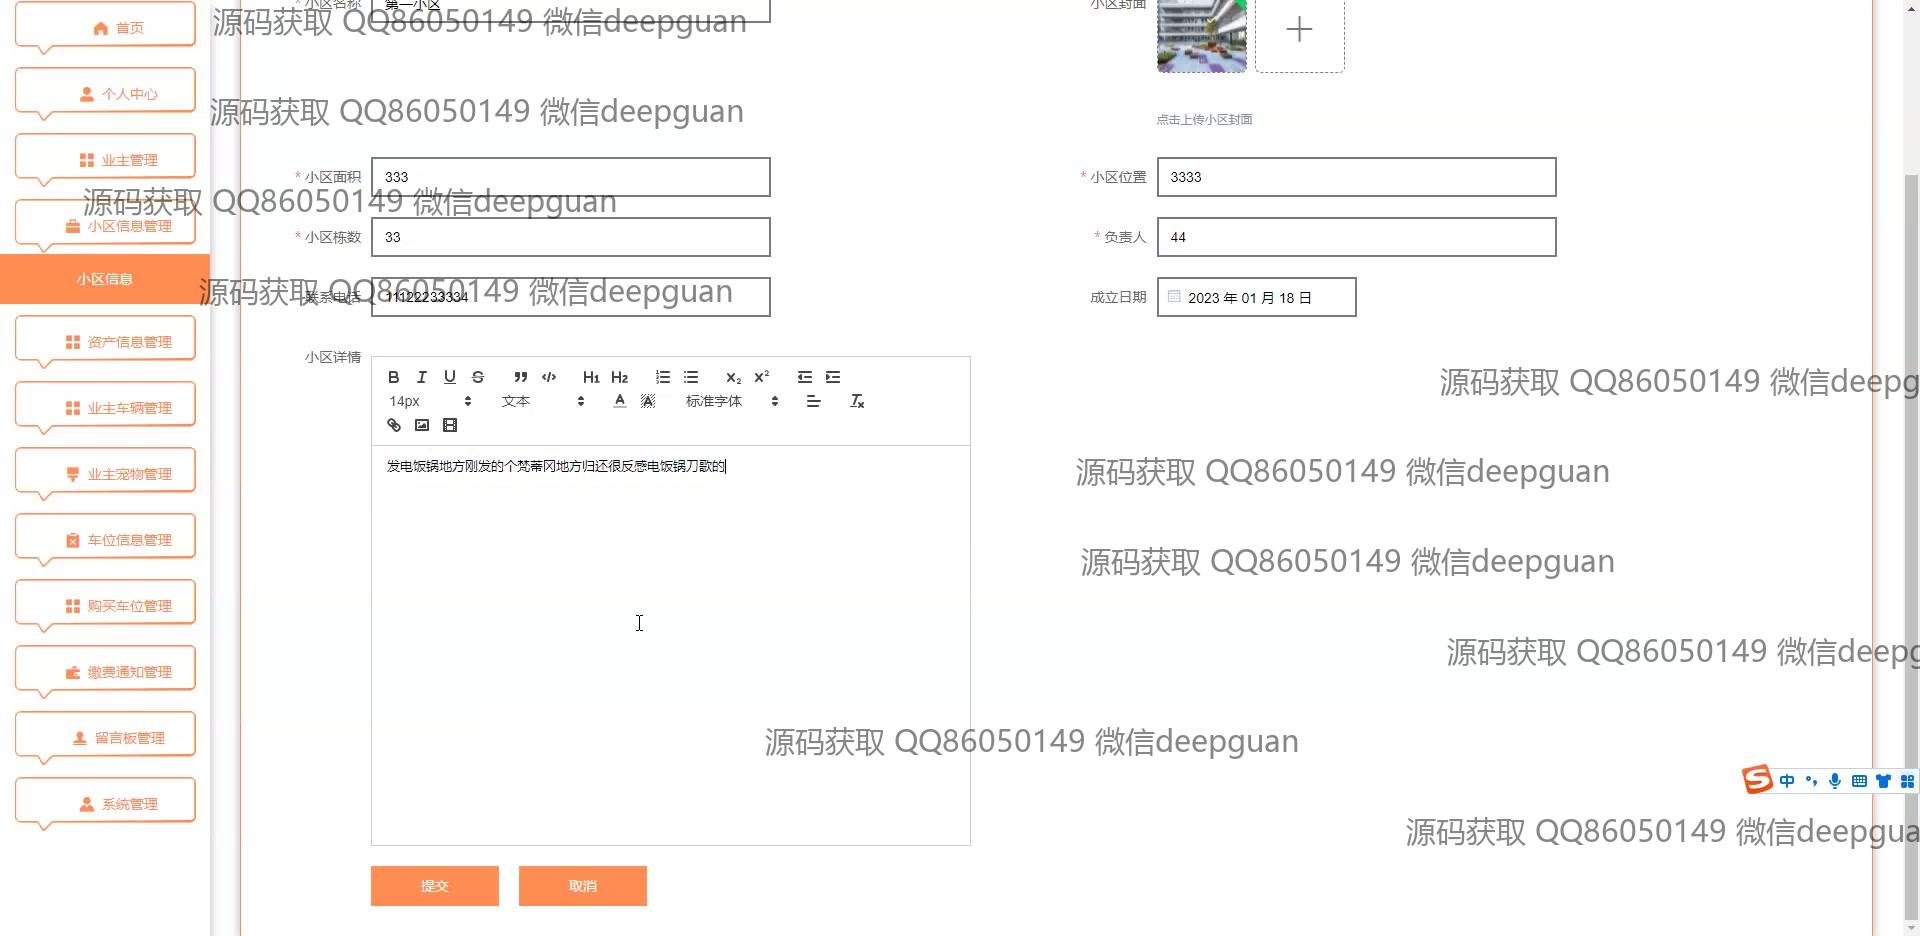 首页
个人中心
业主管理
小区信息管理
小区信息
资产信息管理
业主车辆管理
业主宠物管理
车位信息管理
购买车位管理
缴费通知管理
留言板管理
系统管理
* 小区名称 第一小区
小区封面
源码获取 QQ86050149 微信deepguan
源码获取 QQ86050149 微信deepguan
点击上传小区封面
* 小区面积 333
* 小区位置 3333
源码获取 QQ86050149 微信deepguan
* 小区栋数 33
* 负责人 44
源码获取 QQ86050149 微信deepguan
联系电话 11122233334
成立日期 2023 年 01 月 18 日
小区详情
B I U S H1 H2 X2 X2
14px 文本 A A 标准字体 Tx
源码获取 QQ86050149 微信deepg
发电饭锅地方刚发的个梵蒂冈地方归还很反感电饭锅刀歌的
源码获取 QQ86050149 微信deepguan
源码获取 QQ86050149 微信deepguan
源码获取 QQ86050149 微信deepg
源码获取 QQ86050149 微信deepguan
中
源码获取 QQ86050149 微信deepgua
提交 取消